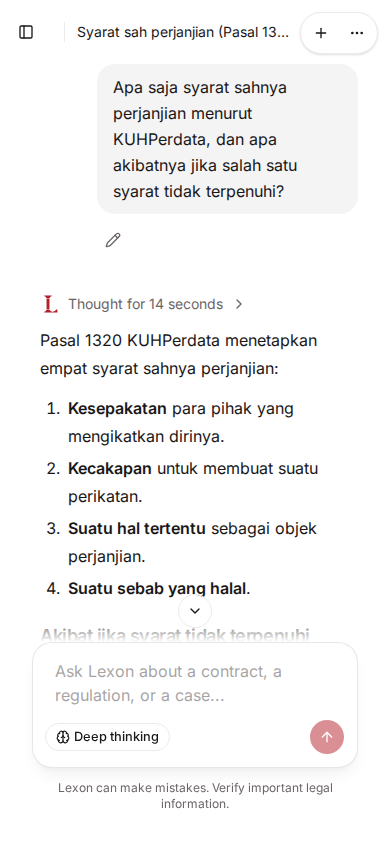 Syarat sah perjanjian (Pasal 13...
Apa saja syarat sahnya
perjanjian menurut
KUHPerdata, dan apa
akibatnya jika salah satu
syarat tidak terpenuhi?
L Thought for 14 seconds
Pasal 1320 KUHPerdata menetapkan
empat syarat sahnya perjanjian:
1. Kesepakatan para pihak yang
mengikatkan dirinya.
2. Kecakapan untuk membuat suatu
perikatan.
3. Suatu hal tertentu sebagai objek
perjanjian.
4. Suatu sebab yang halal.
Akibat jika syarat tidak terpenuhi
Ask Lexon about a contract, a
regulation, or a case...
Deep thinking
Lexon can make mistakes. Verify important legal
information.